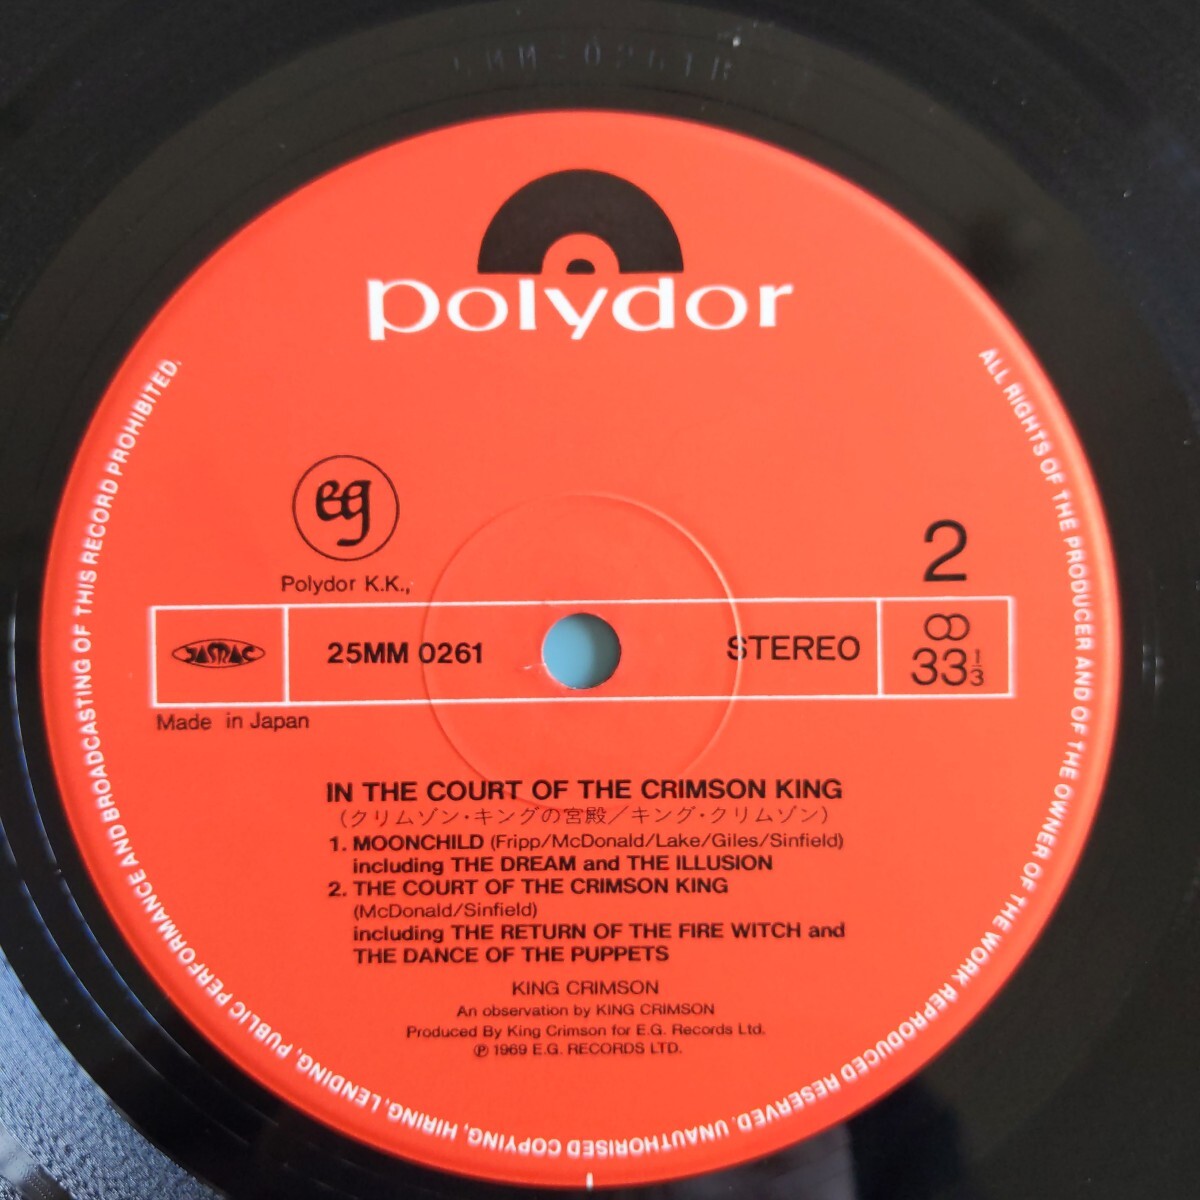 polydor
eg
Polydor K.K.,
2
JASRAC
25MM 0261
STEREO
33 1/3
Made in Japan
IN THE COURT OF THE CRIMSON KING
(クリムゾン・キングの宮殿/キング・クリムゾン)
1. MOONCHILD (Fripp/McDonald/Lake/Giles/Sinfield)
including THE DREAM and THE ILLUSION
2. THE COURT OF THE CRIMSON KING
(McDonald/Sinfield)
including THE RETURN OF THE FIRE WITCH and
THE DANCE OF THE PUPPETS
KING CRIMSON
An observation by KING CRIMSON
Produced By King Crimson for E.G. Records Ltd.
℗ 1969 E.G. RECORDS LTD.
ALL RIGHTS OF THE PRODUCER AND OF THE OWNER OF THE WORK REPRODUCED RESERVED. UNAUTHORISED COPYING, HIRING, LENDING, PUBLIC PERFORMANCE AND BROADCASTING OF THIS RECORD PROHIBITED.